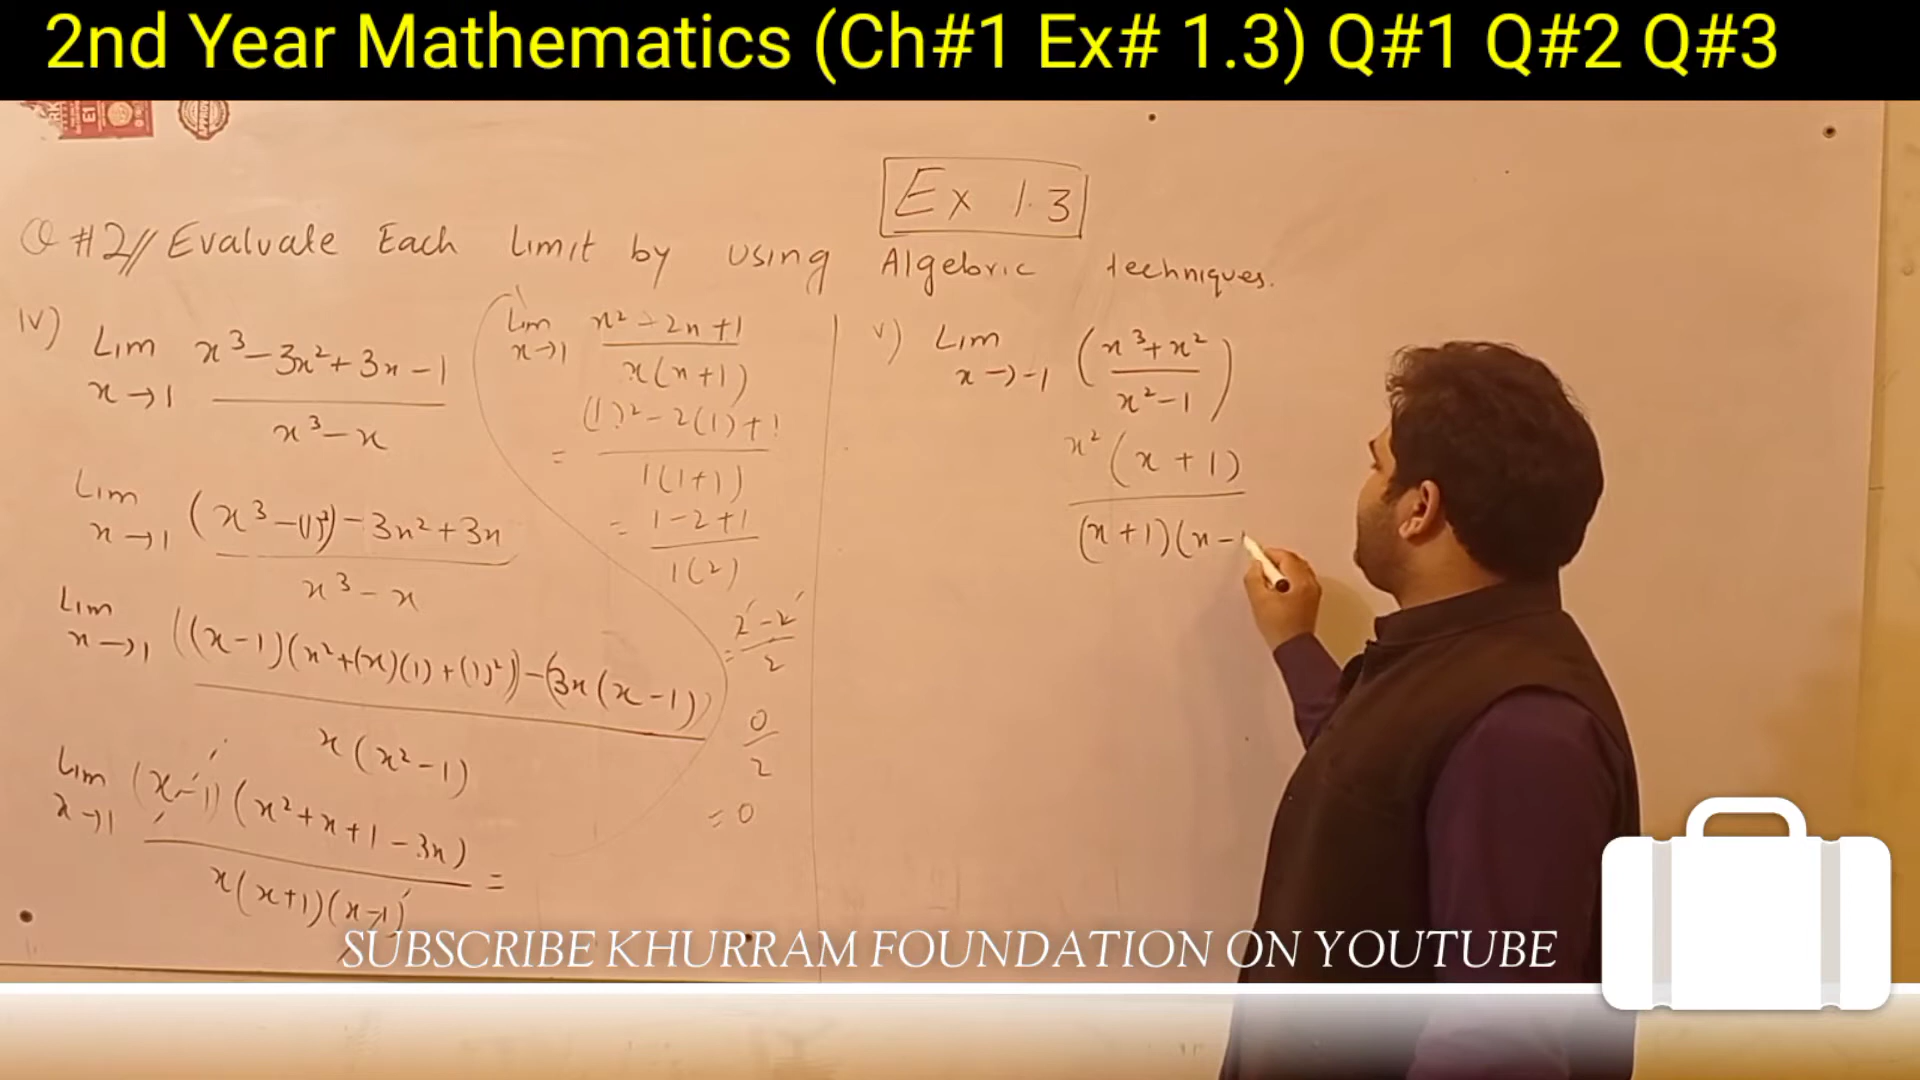 2nd Year Mathematics (Ch#1 Ex# 1.3) Q#1 Q#2 Q#3
E1
Ex 1.3
Q #2// Evaluate Each Limit by using Algebric techniques.
iv) Lim x→1 x³-3x²+3x-1 / x³-x
Lim x→1 (x³-(1)³)-3x²+3x / x³-x
Lim x→1 ((x-1)(x²+(x)(1)+(1)²)-(3x(x-1)) / x(x²-1)
Lim x→1 (x-1)(x²+x+1-3x) / x(x+1)(x-1) =
Lim x→1 x²-2x+1 / x(x+1)
= (1)²-2(1)+1 / 1(1+1)
= 1-2+1 / 1(2)
= 2-2 / 2
0 / 2
= 0
v) Lim x→-1 (x³+x² / x²-1)
x²(x+1) / (x+1)(x-
SUBSCRIBE KHURRAM FOUNDATION ON YOUTUBE